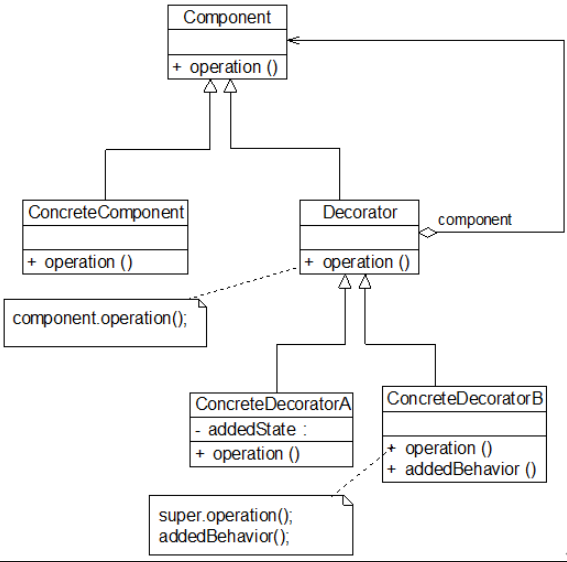 Component
+ operation ()
ConcreteComponent
+ operation ()
Decorator
+ operation ()
component
component.operation();
ConcreteDecoratorA
- addedState :
+ operation ()
ConcreteDecoratorB
+ operation ()
+ addedBehavior ()
super.operation();
addedBehavior();